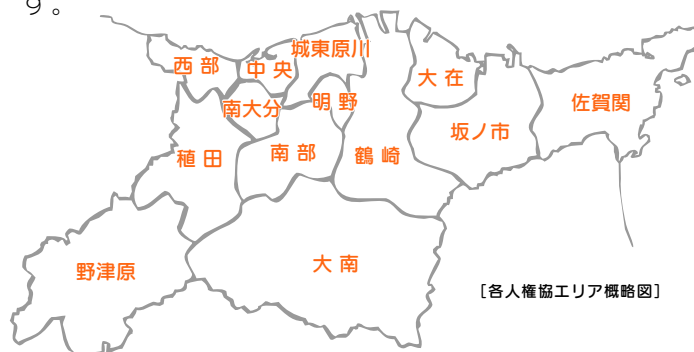 す。
城東原川
西部
中央
大在
南大分
明野
佐賀関
坂ノ市
稙田
南部
鶴崎
野津原
大南
［各人権協エリア概略図］